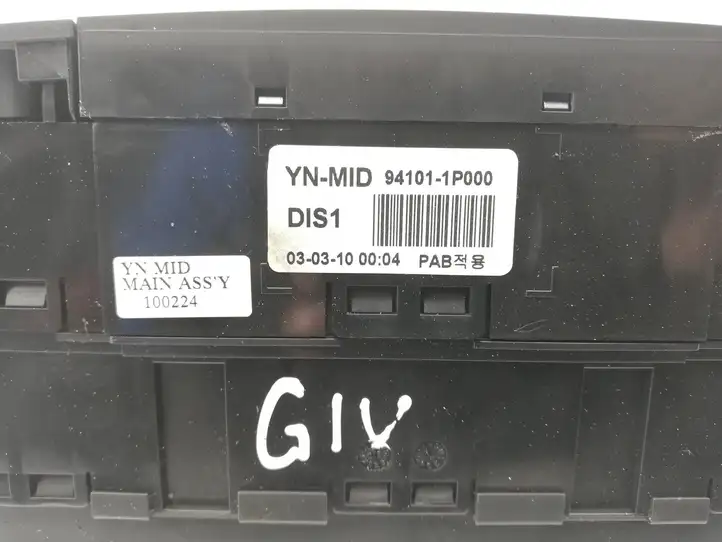 YN-MID 94101-1P000
DIS1
03-03-10 00:04 PAB적용
YN MID
MAIN ASS'Y
100224
GIV